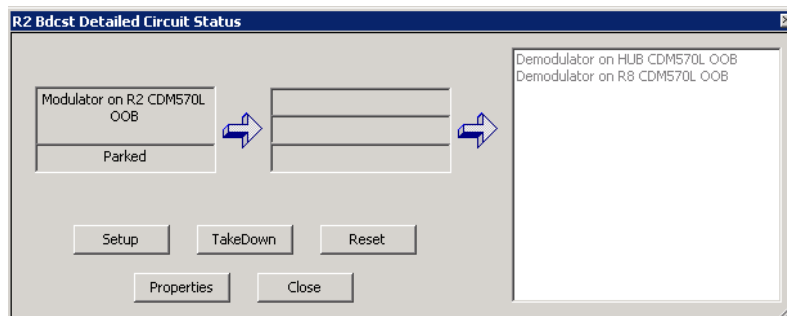 R2 Bdcst Detailed Circuit Status
Modulator on R2 CDM570L
OOB
Parked
Demodulator on HUB CDM570L OOB
Demodulator on R8 CDM570L OOB
Setup
TakeDown
Reset
Properties
Close